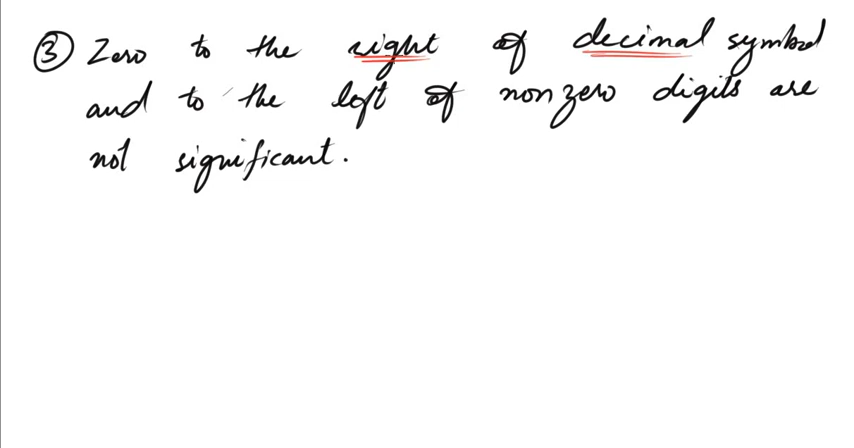 ③ Zero to the right of decimal symbol
and to the left of nonzero digits are
not significant.